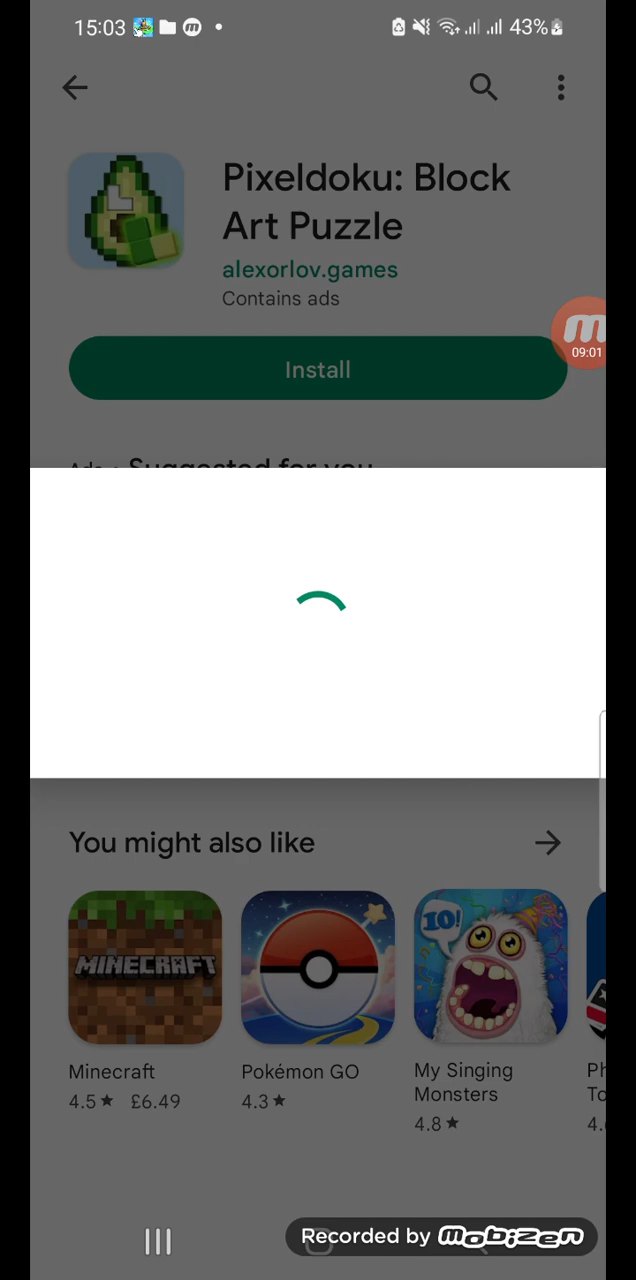 15:03
43%
Pixeldoku: Block
Art Puzzle
alexorlov.games
Contains ads
09:01
Install
Ads · Suggested for you
You might also like
10!
MINECRAFT
Minecraft
Pokémon GO
My Singing
Monsters
4.5★ £6.49
4.3★
4.8★
Recorded by mobizen